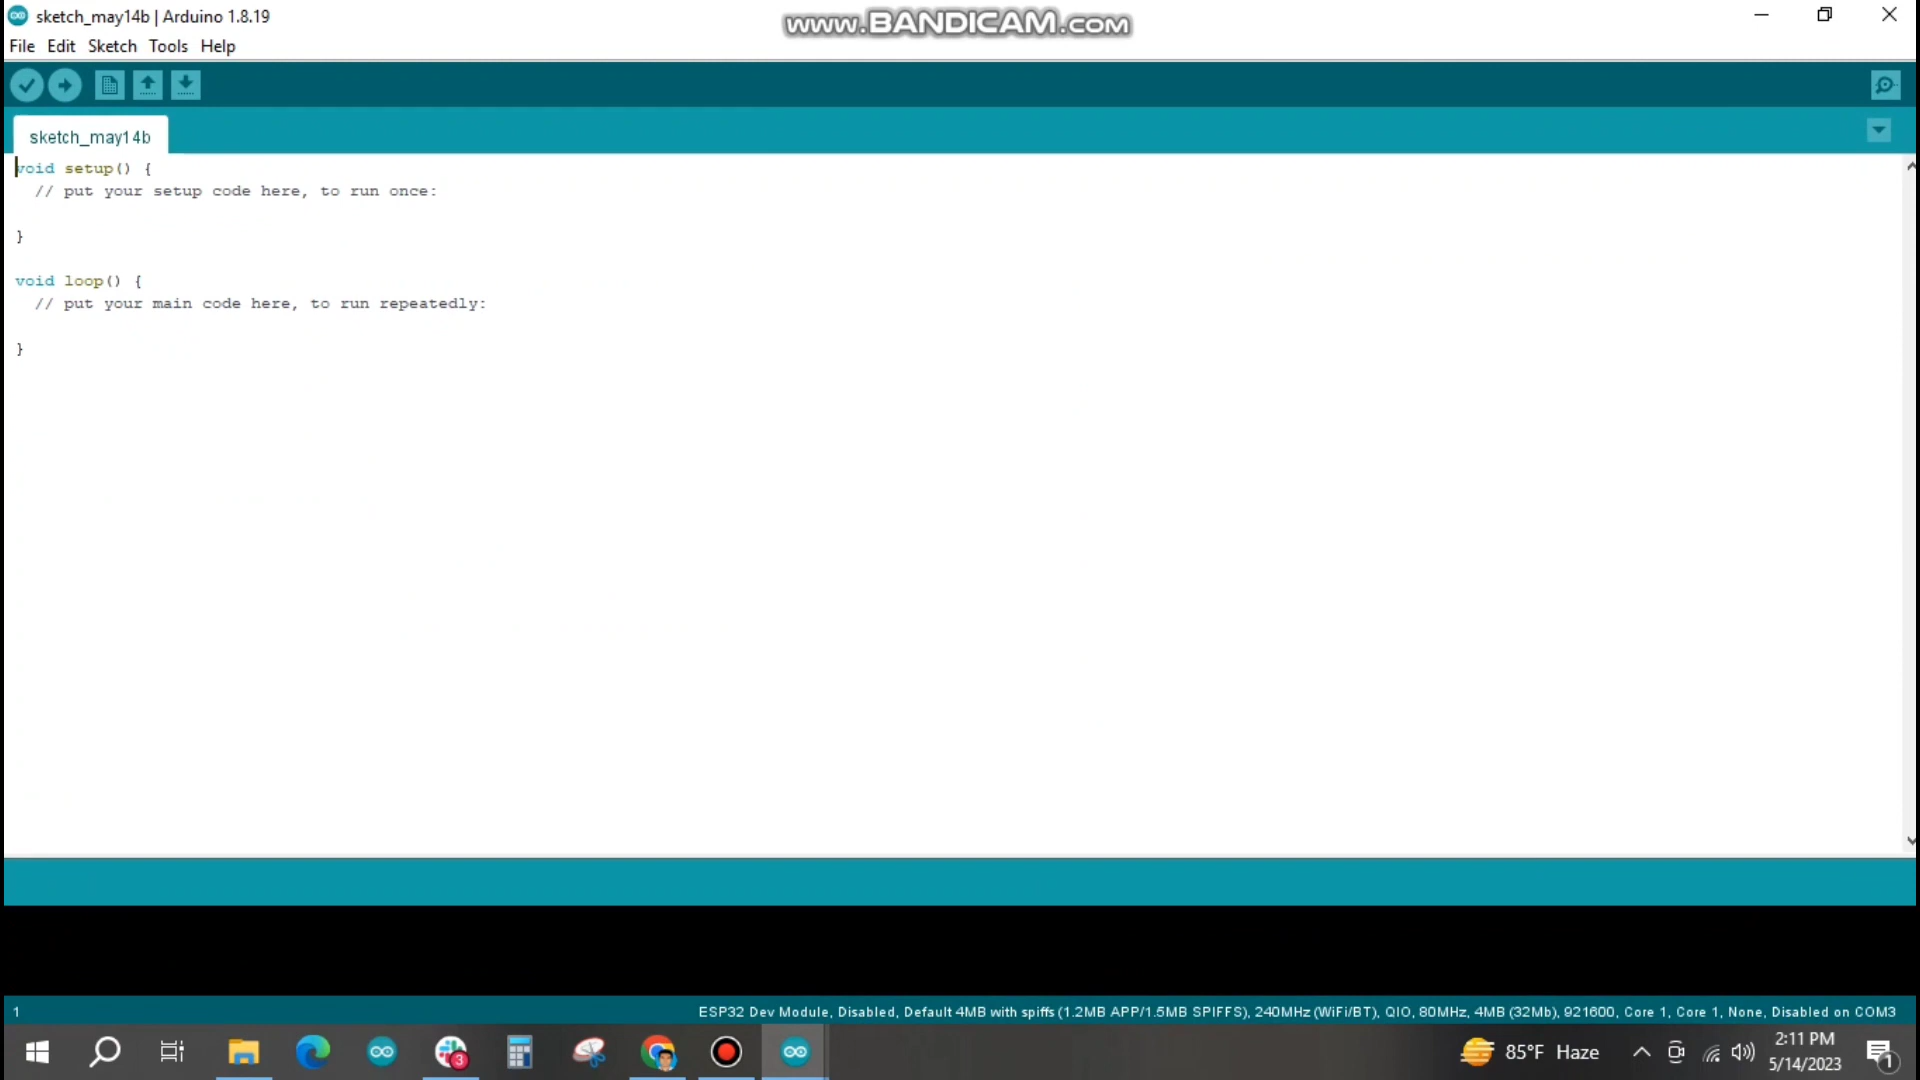 sketch_may14b | Arduino 1.8.19
www.BANDICAM.com
File Edit Sketch Tools Help
sketch_may14b
void setup() {
// put your setup code here, to run once:
}
void loop() {
// put your main code here, to run repeatedly:
}
1
ESP32 Dev Module, Disabled, Default 4MB with spiffs (1.2MB APP/1.5MB SPIFFS), 240MHz (WiFi/BT), QIO, 80MHz, 4MB (32Mb), 921600, Core 1, Core 1, None, Disabled on COM3
3
85°F Haze
2:11 PM
5/14/2023
1